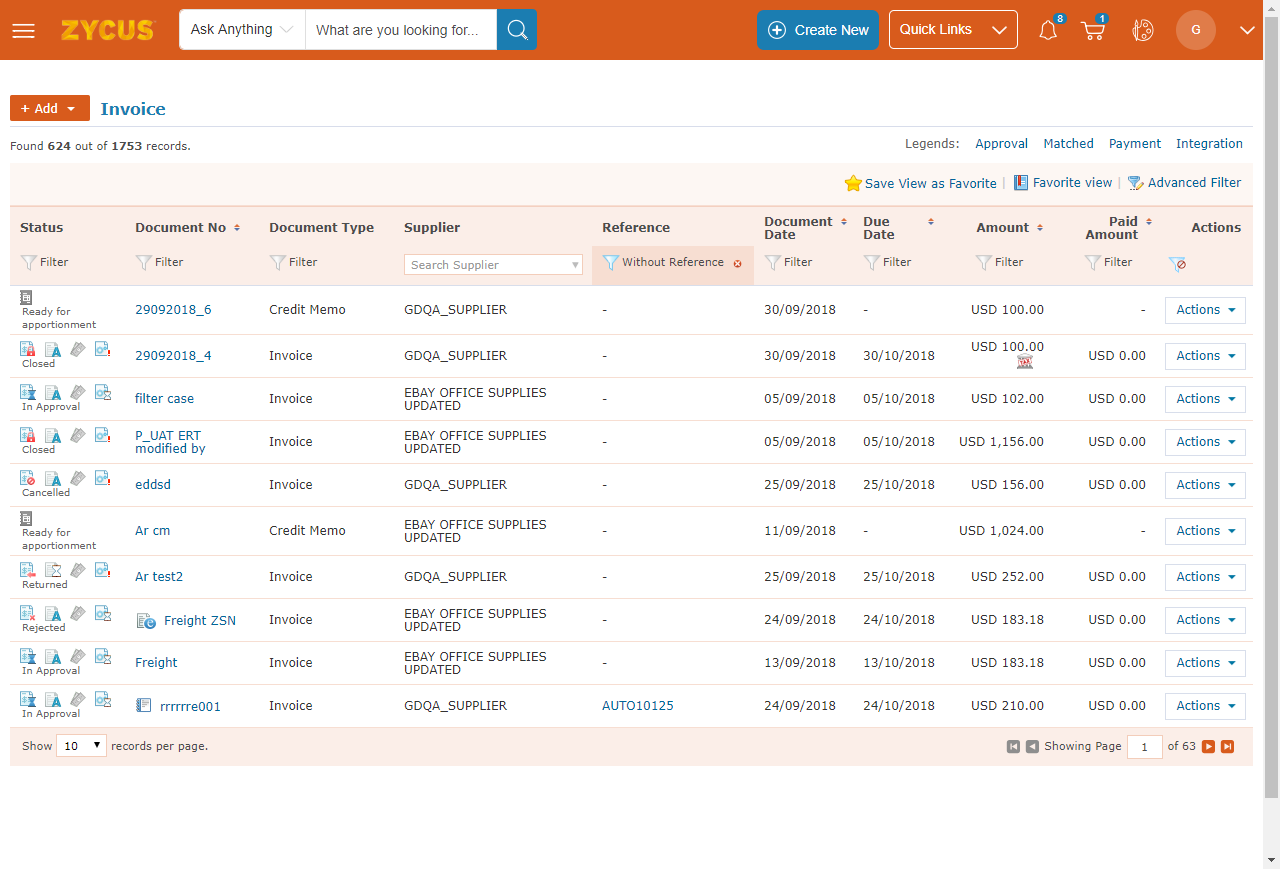 ZYCUS
Ask Anything
What are you looking for...
Create New
Quick Links
8
1
G
+ Add
Invoice
Found 624 out of 1753 records.
Legends: Approval Matched Payment Integration
Save View as Favorite | Favorite view | Advanced Filter
Status Document No Document Type Supplier Reference Document Date Due Date Amount Paid Amount Actions
Filter Filter Filter Search Supplier Without Reference Filter Filter Filter Filter
Ready for apportionment 29092018_6 Credit Memo GDQA_SUPPLIER - 30/09/2018 - USD 100.00 - Actions
Closed 29092018_4 Invoice GDQA_SUPPLIER - 30/09/2018 30/10/2018 USD 100.00 USD 0.00 Actions
In Approval filter case Invoice EBAY OFFICE SUPPLIES UPDATED - 05/09/2018 05/10/2018 USD 102.00 USD 0.00 Actions
Closed P_UAT ERT modified by Invoice EBAY OFFICE SUPPLIES UPDATED - 05/09/2018 05/10/2018 USD 1,156.00 USD 0.00 Actions
Cancelled eddsd Invoice GDQA_SUPPLIER - 25/09/2018 25/10/2018 USD 156.00 USD 0.00 Actions
Ready for apportionment Ar cm Credit Memo EBAY OFFICE SUPPLIES UPDATED - 11/09/2018 - USD 1,024.00 - Actions
Returned Ar test2 Invoice GDQA_SUPPLIER - 25/09/2018 25/10/2018 USD 252.00 USD 0.00 Actions
Rejected Freight ZSN Invoice EBAY OFFICE SUPPLIES UPDATED - 24/09/2018 24/10/2018 USD 183.18 USD 0.00 Actions
In Approval Freight Invoice EBAY OFFICE SUPPLIES UPDATED - 13/09/2018 13/10/2018 USD 183.18 USD 0.00 Actions
In Approval rrrrrre001 Invoice GDQA_SUPPLIER AUTO10125 24/09/2018 24/10/2018 USD 210.00 USD 0.00 Actions
Show 10 records per page.
Showing Page 1 of 63